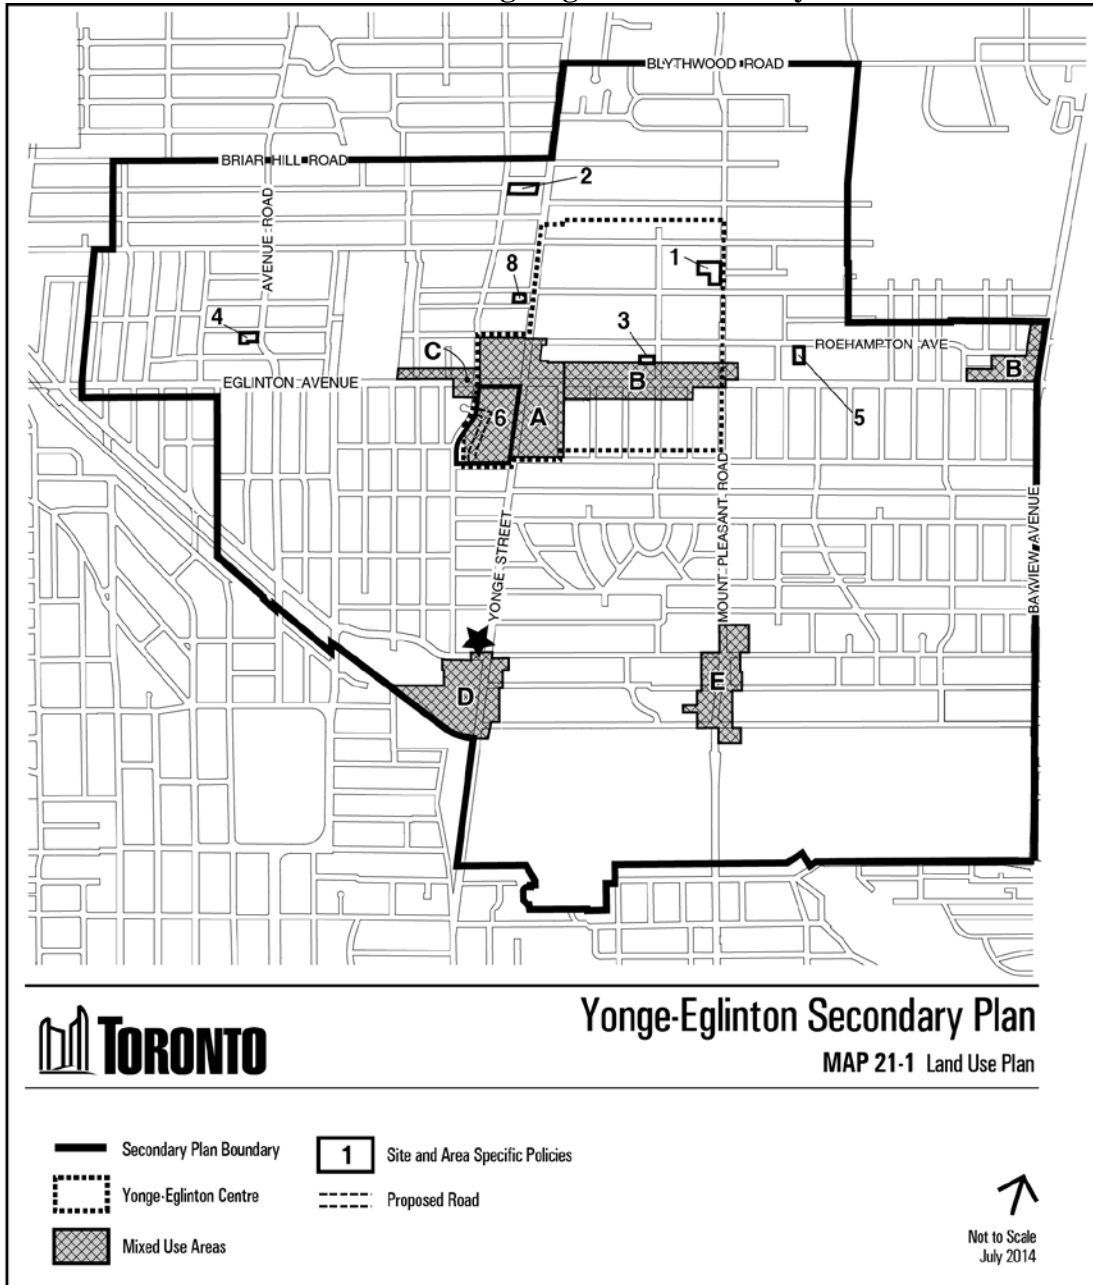 BLYTHWOOD ROAD
BRIAR HILL ROAD
2
AVENUE ROAD
1
8
4
3
ROEHAMPTON AVE
C
EGLINTON AVENUE
B
B
6
A
5
YONGE STREET
MOUNT PLEASANT ROAD
BAYVIEW AVENUE
D
E
TORONTO
Yonge-Eglinton Secondary Plan
MAP 21-1 Land Use Plan
Secondary Plan Boundary
1
Site and Area Specific Policies
Yonge-Eglinton Centre
Proposed Road
Mixed Use Areas
Not to Scale
July 2014